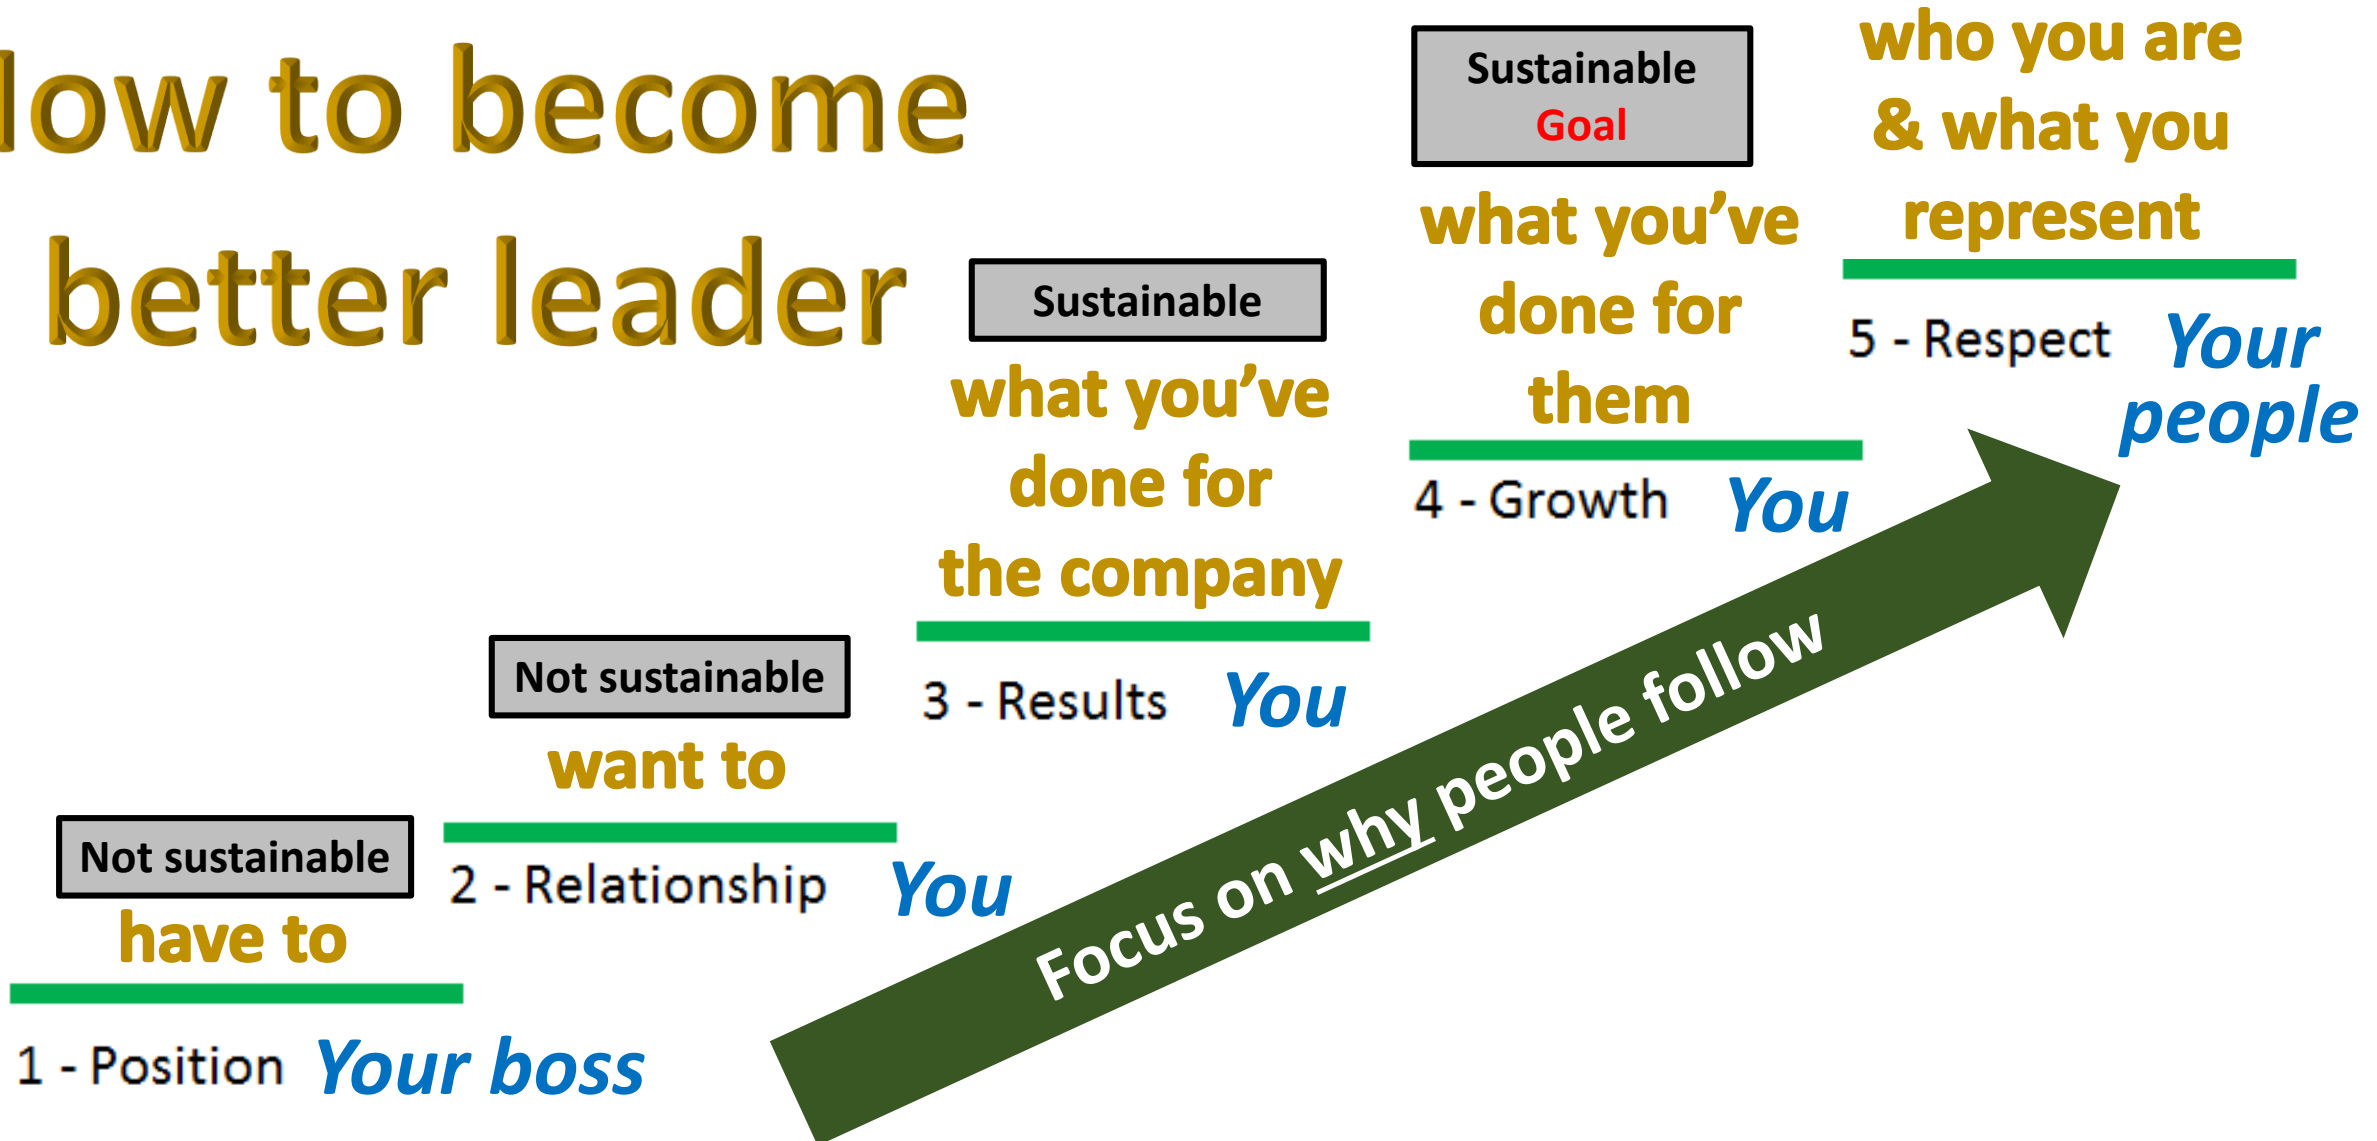 low to become
better leader
Sustainable
Goal
who you are
& what you
represent
5 - Respect
Your
people
what you've
done for
them
4 - Growth
You
Sustainable
what you've
done for
the company
3 - Results
You
Not sustainable
want to
2 - Relationship
You
Not sustainable
have to
1 - Position
Your boss
Focus on why people follow